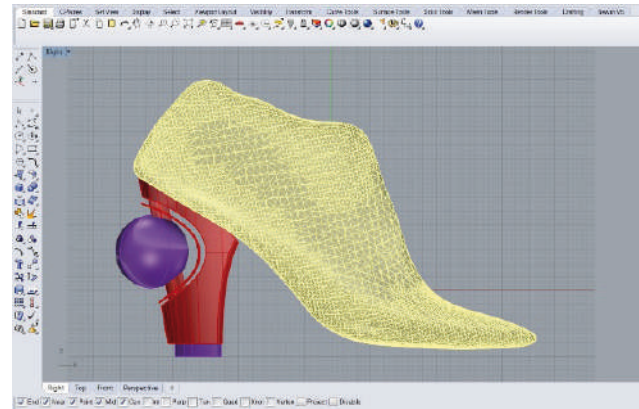 Standard CPlanes Set View Display Select Viewport Layout Visibility Transform Curve Tools Surface Tools Solid Tools Mesh Tools Render Tools Drafting
Right
Right Top Front Perspective
End Near Point Mid Cen Int Perp Tan Quad Knot Vertex Project Disable